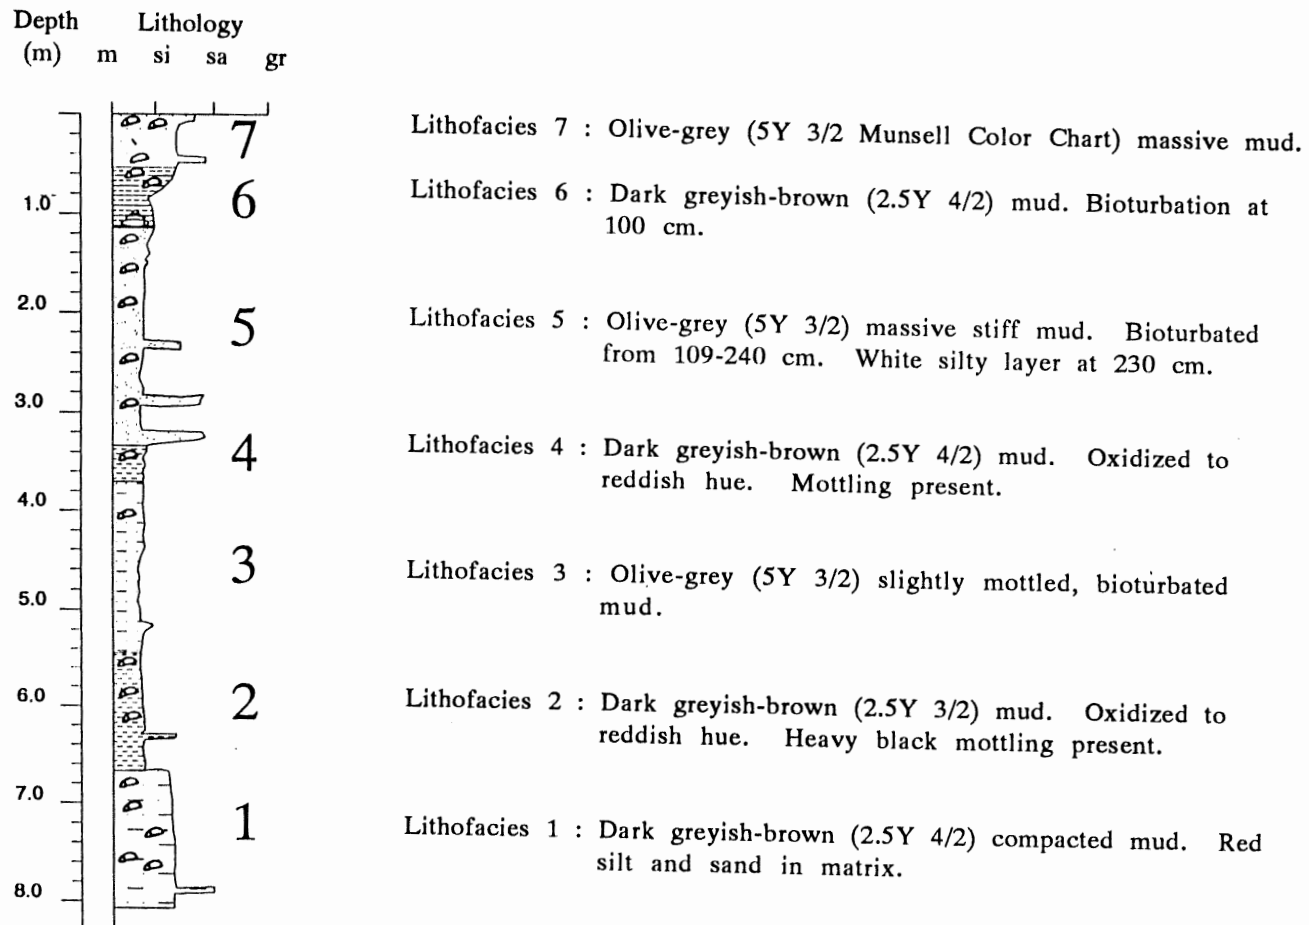 Depth Lithology
(m) m si sa gr
7
Lithofacies 7 : Olive-grey (5Y 3/2 Munsell Color Chart) massive mud.
6
1.0
Lithofacies 6 : Dark greyish-brown (2.5Y 4/2) mud. Bioturbation at
100 cm.
2.0
5
Lithofacies 5 : Olive-grey (5Y 3/2) massive stiff mud. Bioturbated
from 109-240 cm. White silty layer at 230 cm.
3.0
4
Lithofacies 4 : Dark greyish-brown (2.5Y 4/2) mud. Oxidized to
reddish hue. Mottling present.
4.0
3
Lithofacies 3 : Olive-grey (5Y 3/2) slightly mottled, bioturbated
mud.
5.0
6.0
2
Lithofacies 2 : Dark greyish-brown (2.5Y 3/2) mud. Oxidized to
reddish hue. Heavy black mottling present.
7.0
1
Lithofacies 1 : Dark greyish-brown (2.5Y 4/2) compacted mud. Red
silt and sand in matrix.
8.0